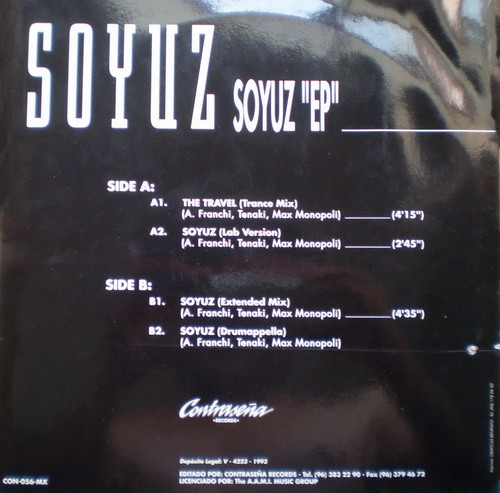 SOYUZ SOYUZ "EP"
SIDE A:
A1. THE TRAVEL (Trance Mix)
(A. Franchi, Tenaki, Max Monopoli) (4'15")
A2. SOYUZ (Lab Version)
(A. Franchi, Tenaki, Max Monopoli) (2'45")
SIDE B:
B1. SOYUZ (Extended Mix)
(A. Franchi, Tenaki, Max Monopoli) (4'35")
B2. SOYUZ (Drumappella)
(A. Franchi, Tenaki, Max Monopoli)
Contraseña
•RECORDS•
Depósito Legal: V - 4223 - 1992
EDITADO POR: CONTRASEÑA RECORDS - Tel. (96) 383 22 90 - Fax (96) 379 46 72
CON-056-MX LICENCIADO POR: The A.A.M.I. MUSIC GROUP